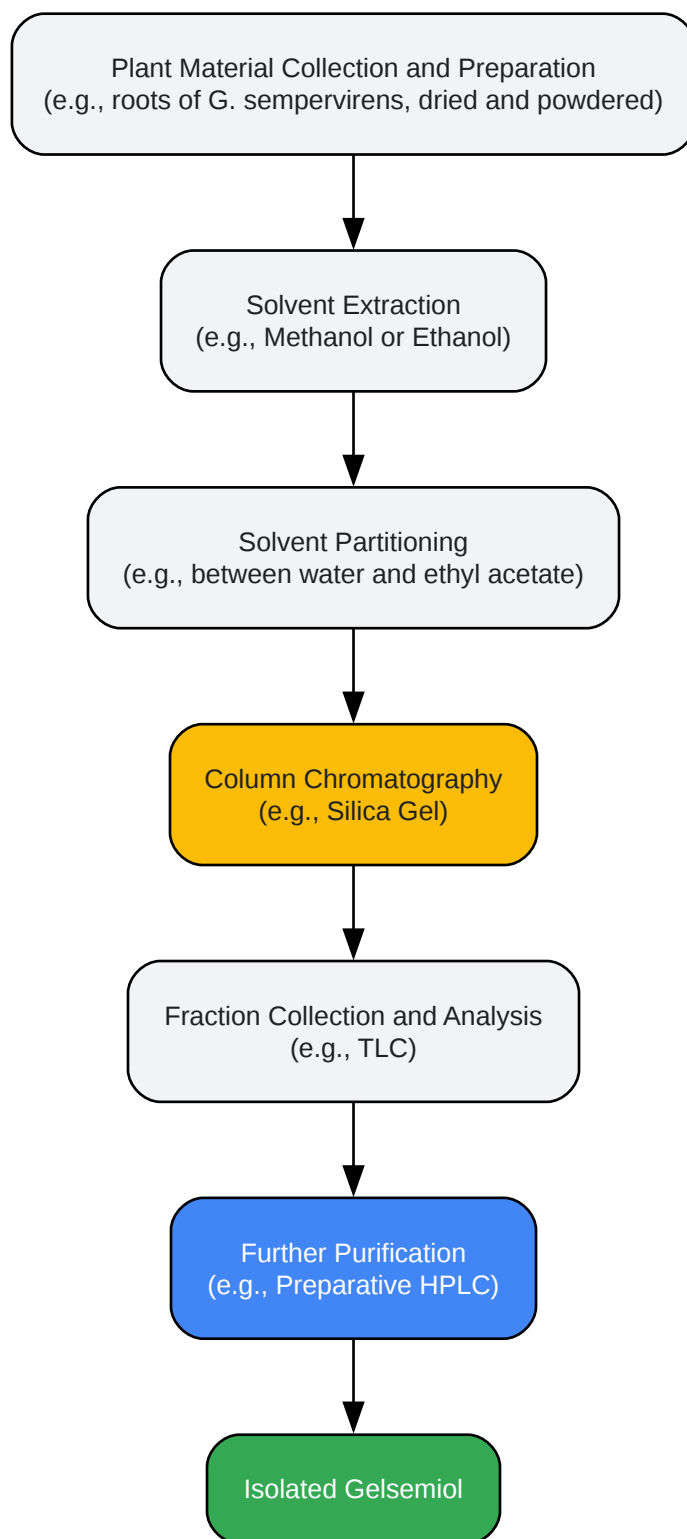 Plant Material Collection and Preparation
(e.g., roots of G. sempervirens, dried and powdered)
Solvent Extraction
(e.g., Methanol or Ethanol)
Solvent Partitioning
(e.g., between water and ethyl acetate)
Column Chromatography
(e.g., Silica Gel)
Fraction Collection and Analysis
(e.g., TLC)
Further Purification
(e.g., Preparative HPLC)
Isolated Gelsemiol